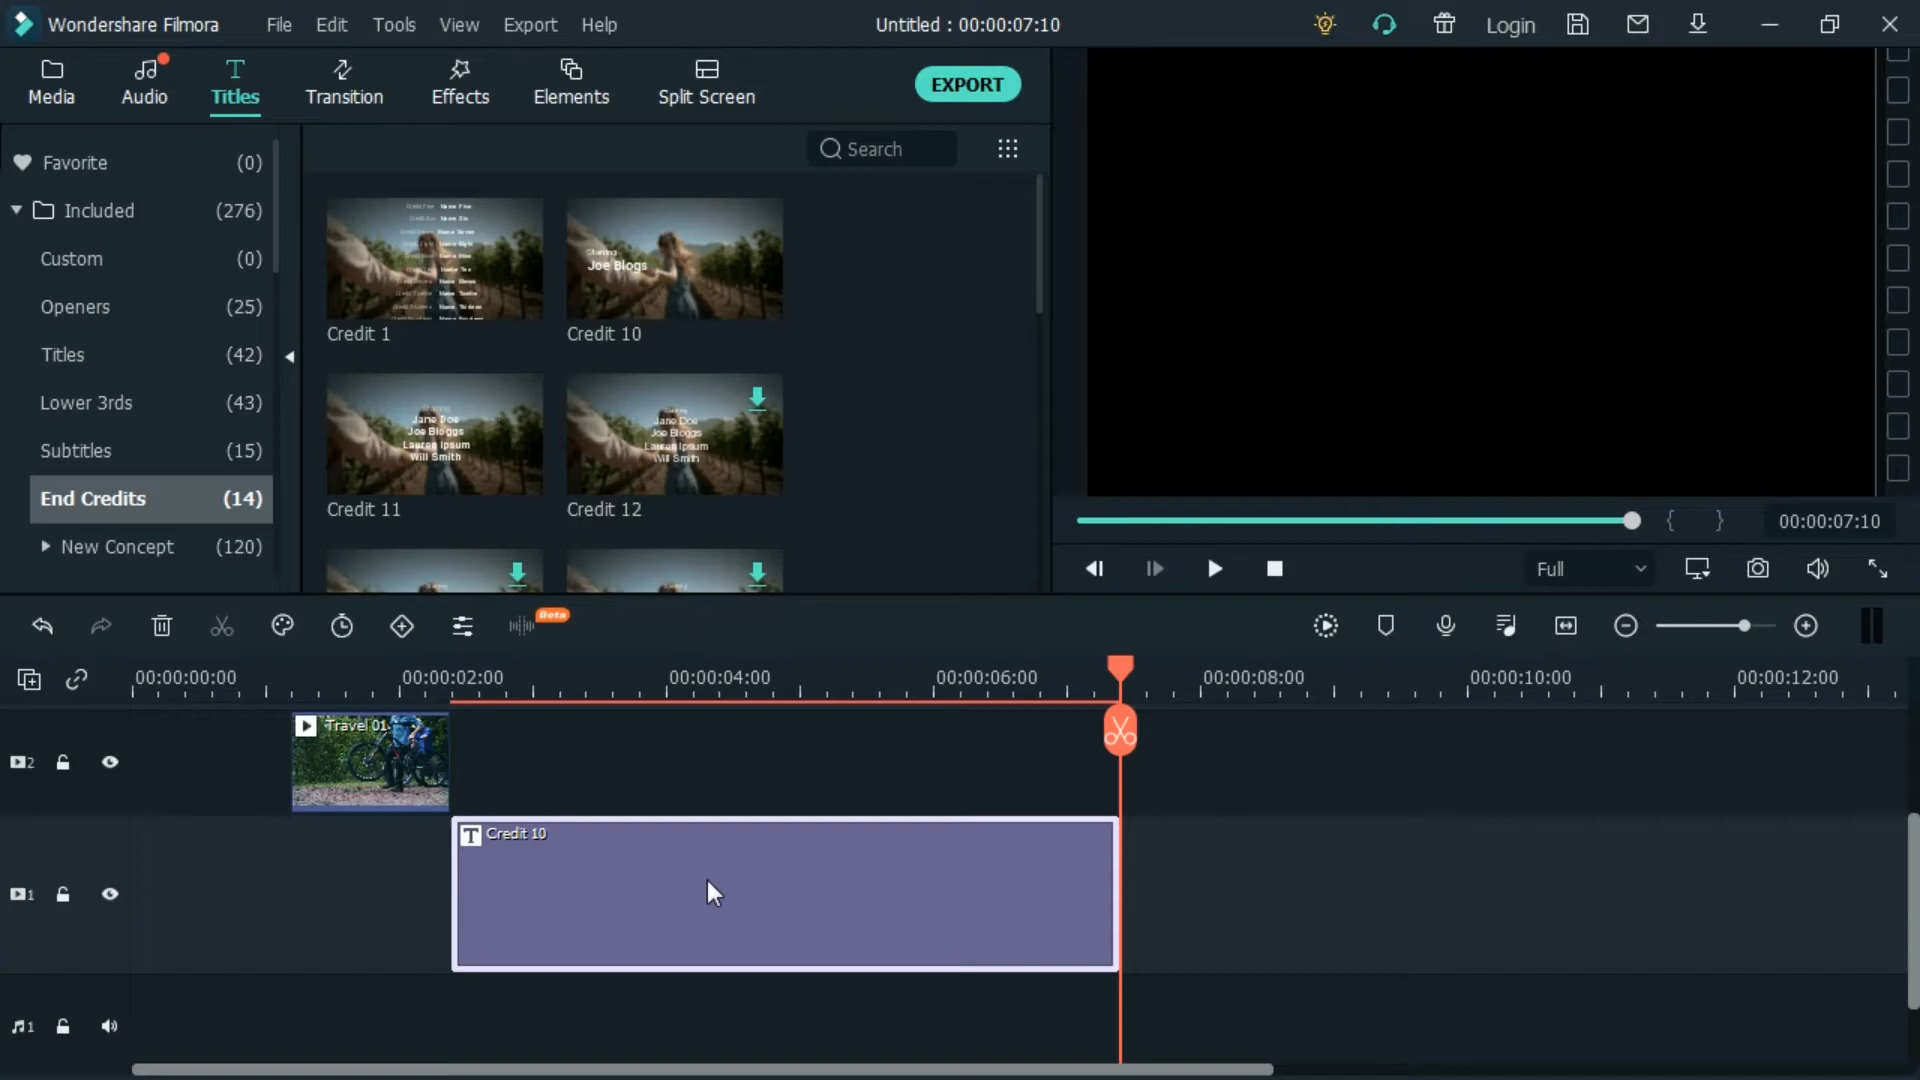 Wondershare Filmora File Edit Tools View Export Help Untitled : 00:00:07:10 Login
Media Audio Titles Transition Effects Elements Split Screen EXPORT
Favorite (0)
Search
Included (276)
Custom (0)
Openers (25)
Titles (42)
Lower 3rds (43)
Subtitles (15)
End Credits (14)
New Concept (120)
Starring
Joe Blogs
Credit 1 Credit 10
Jane Doe
Joe Bloggs
Lauren Ipsum
Will Smith
Jane Doe
Joe Bloggs
Lauren Ipsum
Will Smith
Credit 11 Credit 12
00:00:07:10
Full
Beta
00:00:00:00 00:00:02:00 00:00:04:00 00:00:06:00 00:00:08:00 00:00:10:00 00:00:12:00
Travel 01
2
T Credit 10
1
1